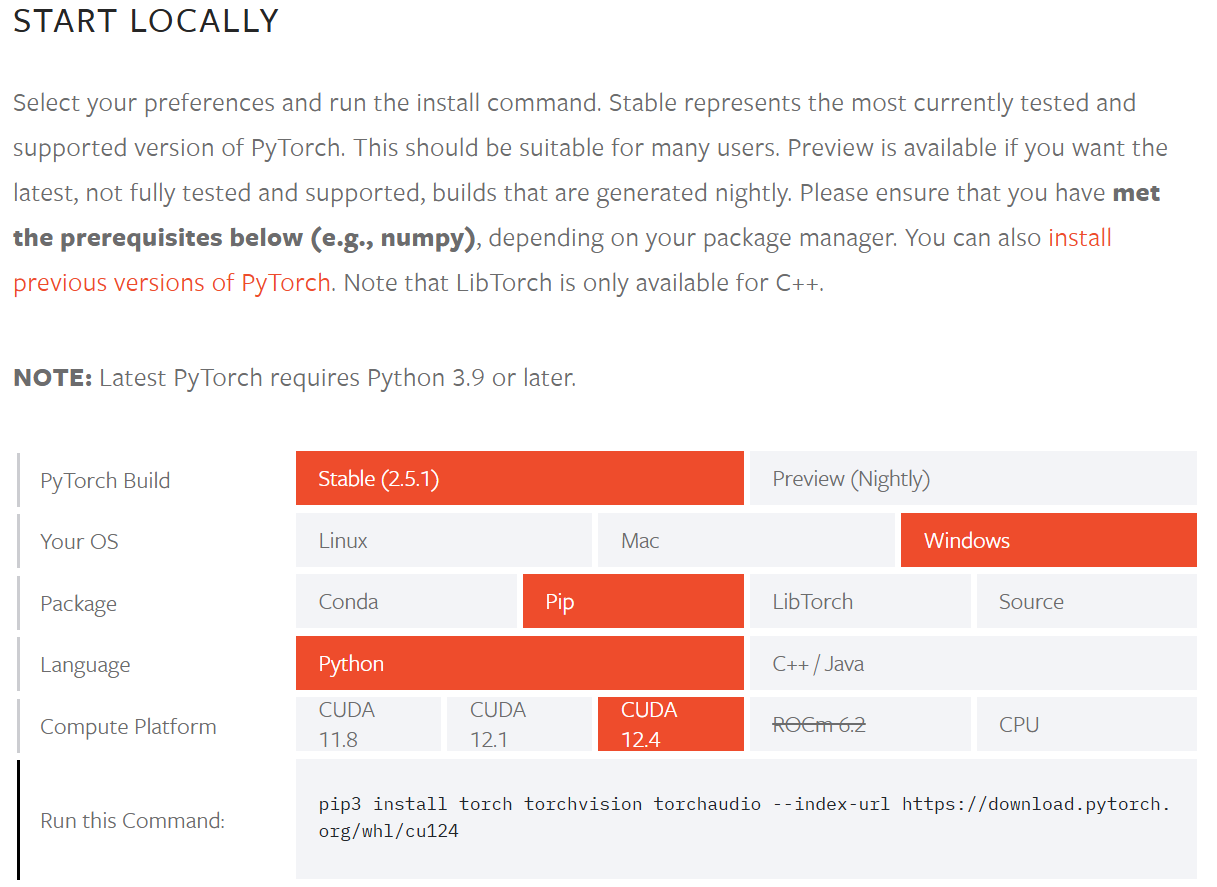 START LOCALLY
Select your preferences and run the install command. Stable represents the most currently tested and
supported version of PyTorch. This should be suitable for many users. Preview is available if you want the
latest, not fully tested and supported, builds that are generated nightly. Please ensure that you have met
the prerequisites below (e.g., numpy), depending on your package manager. You can also install
previous versions of PyTorch. Note that LibTorch is only available for C++.
NOTE: Latest PyTorch requires Python 3.9 or later.
PyTorch Build
Stable (2.5.1)
Preview (Nightly)
Your OS
Linux
Mac
Windows
Package
Conda
Pip
LibTorch
Source
Language
Python
C++ / Java
Compute Platform
CUDA
11.8
CUDA
12.1
CUDA
12.4
ROCm 6.2
CPU
Run this Command:
pip3 install torch torchvision torchaudio --index-url https://download.pytorch.
org/whl/cu124